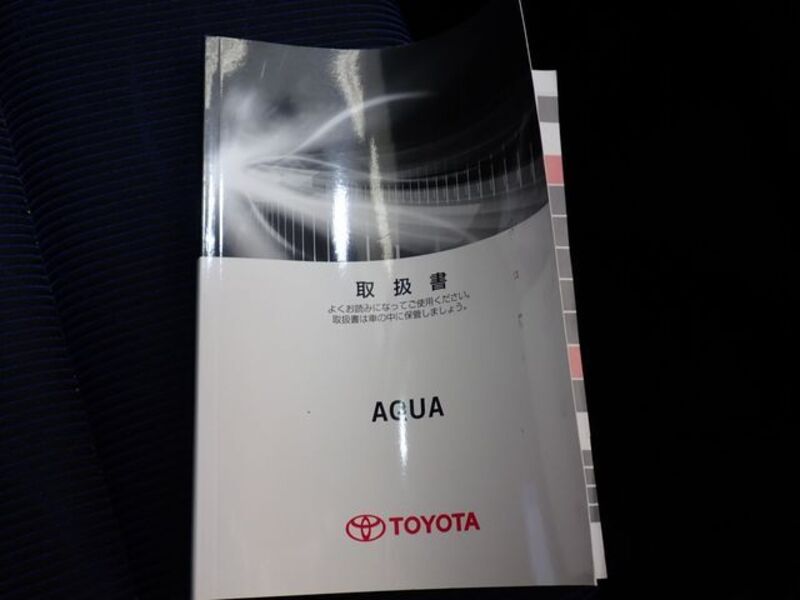 取扱書
よくお読みになってご使用ください。
取扱書は車の中に保管しましょう。
AQUA
TOYOTA